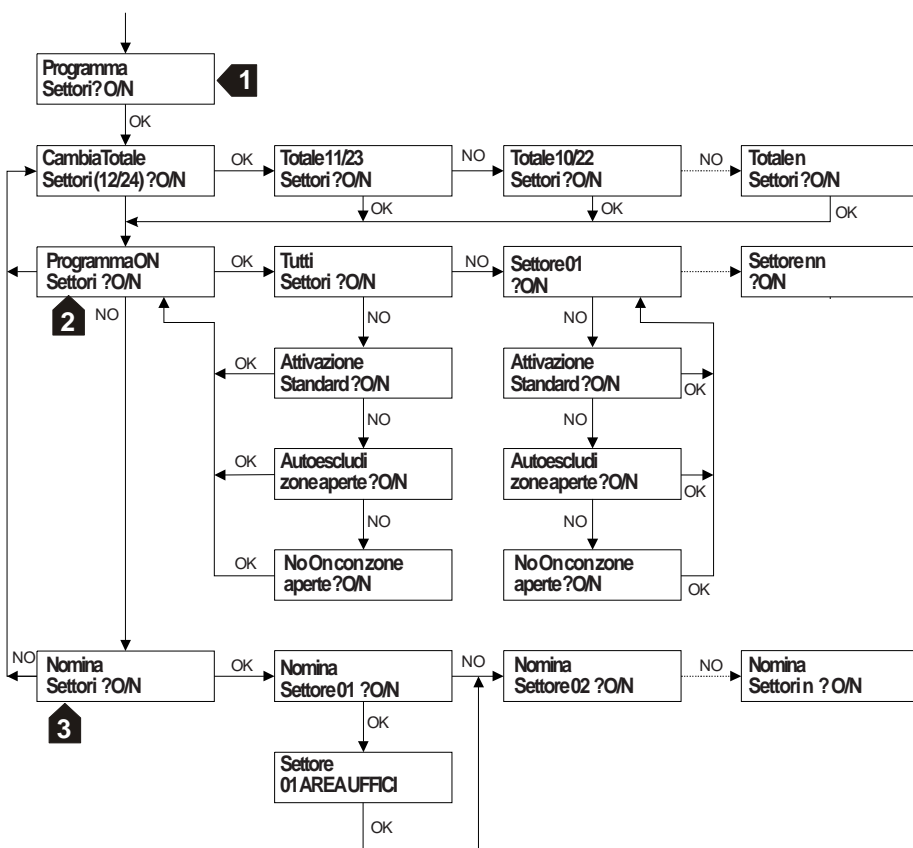 Programma
Settori? O/N
1
OK
Cambia Totale
Settori (12/24) ?O/N
OK
Totale 11/23
Settori ?O/N
NO
Totale 10/22
Settori ?O/N
NO
Totale n
Settori ?O/N
OK
OK
OK
Programma ON
Settori ?O/N
OK
Tutti
Settori ?O/N
NO
Settore 01
?O/N
Settore nn
?O/N
2
NO
NO
NO
OK
Attivazione
Standard ?O/N
Attivazione
Standard ?O/N
OK
NO
NO
OK
Autoescludi
zone aperte ?O/N
Autoescludi
zone aperte ?O/N
OK
NO
NO
OK
No On con zone
aperte ?O/N
No On con zone
aperte ?O/N
OK
NO
Nomina
Settori ?O/N
OK
Nomina
Settore 01 ?O/N
NO
Nomina
Settore 02 ?O/N
NO
Nomina
Settori n ? O/N
3
OK
Settore
01 AREA UFFICI
OK